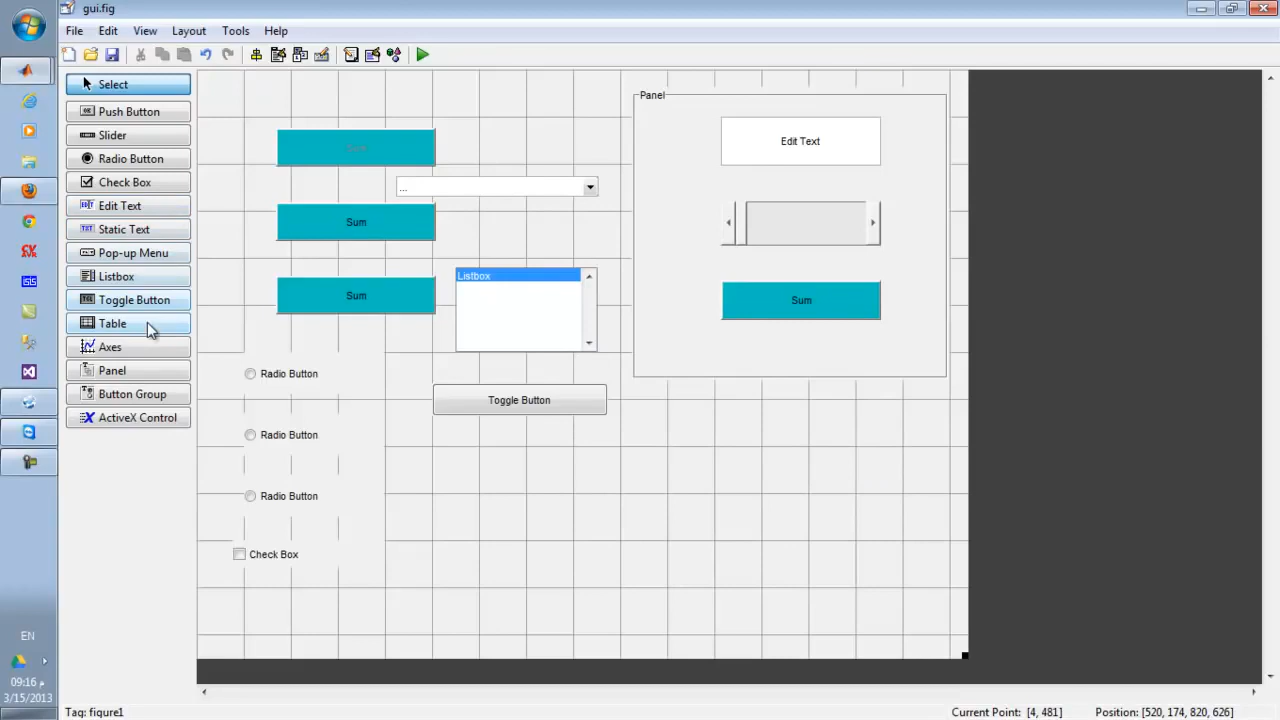 gui.fig
File Edit View Layout Tools Help
Select
Push Button
Slider
Radio Button
Check Box
Edit Text
Static Text
Pop-up Menu
Listbox
Toggle Button
Table
Axes
Panel
Button Group
ActiveX Control
Sum
...
Sum
Listbox
Sum
Radio Button
Toggle Button
Radio Button
Radio Button
Check Box
Panel
Edit Text
Sum
EN
09:16 م
3/15/2013
Tag: figure1
Current Point: [4, 481]
Position: [520, 174, 820, 626]